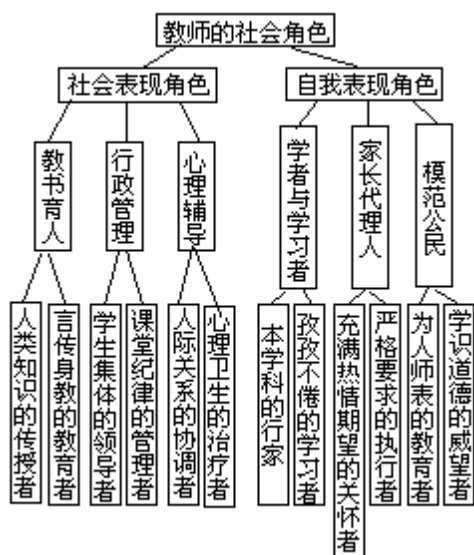 教师的社会角色
社会表现角色
自我表现角色
教书育人
行政管理
心理辅导
学者与学习者
家长代理人
模范公民
人类知识的传授者
言传身教的教育者
学生集体的领导者
课堂纪律的管理者
人际关系的协调者
心理卫生的治疗者
本学科的行家
孜孜不倦的学习者
充满热情期望的关怀者
严格要求的执行者
为人师表的教育者
学识道德的威望者